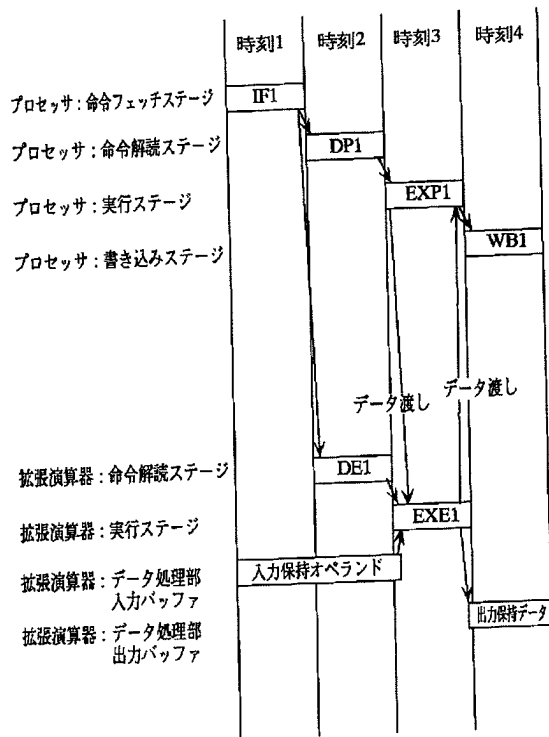 時刻1 時刻2 時刻3 時刻4
プロセッサ：命令フェッチステージ IF1
プロセッサ：命令解読ステージ DP1
プロセッサ：実行ステージ EXP1
プロセッサ：書き込みステージ WB1
データ渡し データ渡し
拡張演算器：命令解読ステージ DE1
拡張演算器：実行ステージ EXE1
拡張演算器：データ処理部 入力保持オペランド
入力バッファ
拡張演算器：データ処理部 出力保持データ
出力バッファ